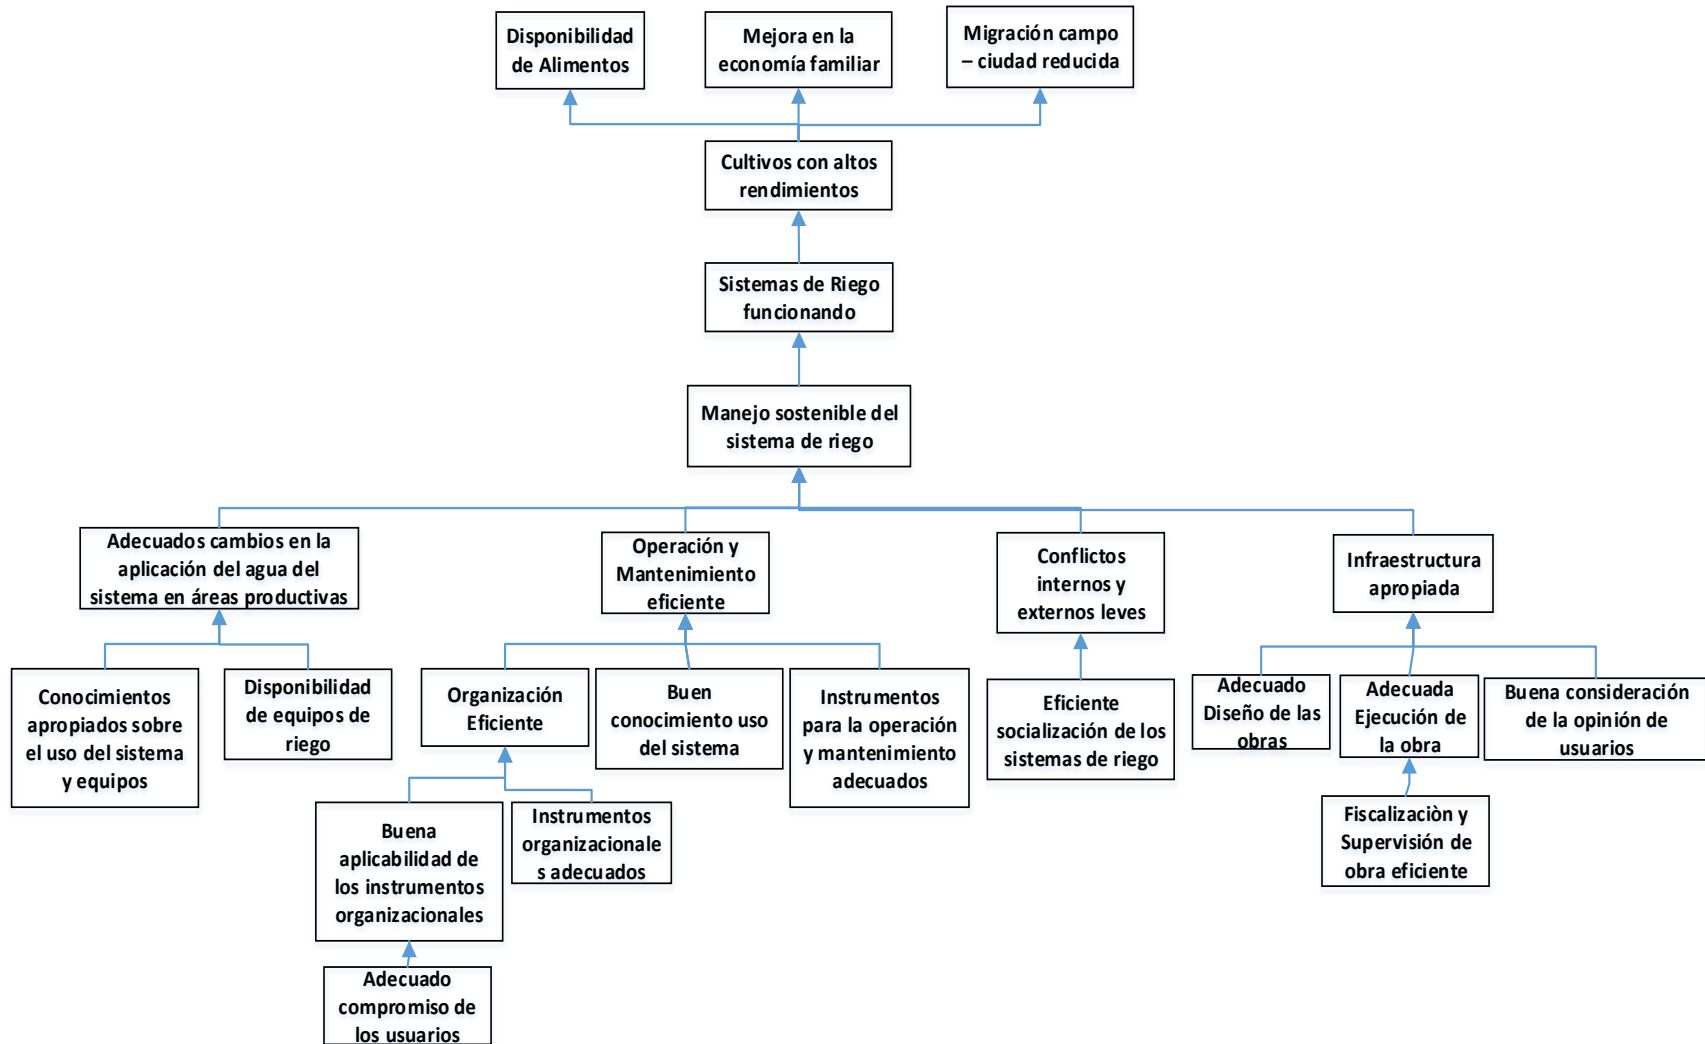 Disponibilidad
de Alimentos
Mejora en la
economía familiar
Migración campo
– ciudad reducida
Cultivos con altos
rendimientos
Sistemas de Riego
funcionando
Manejo sostenible del
sistema de riego
Adecuados cambios en la
aplicación del agua del
sistema en áreas productivas
Operación y
Mantenimiento
eficiente
Conflictos
internos y
externos leves
Infraestructura
apropiada
Conocimientos
apropiados sobre
el uso del sistema
y equipos
Disponibilidad
de equipos de
riego
Organización
Eficiente
Buen
conocimiento uso
del sistema
Instrumentos
para la operación
y mantenimiento
adecuados
Eficiente
socialización de los
sistemas de riego
Adecuado
Diseño de las
obras
Adecuada
Ejecución de
la obra
Buena consideración
de la opinión de
usuarios
Buena
aplicabilidad de
los instrumentos
organizacionales
Instrumentos
organizacionale
s adecuados
Fiscalizaciòn y
Supervisión de
obra eficiente
Adecuado
compromiso de
los usuarios